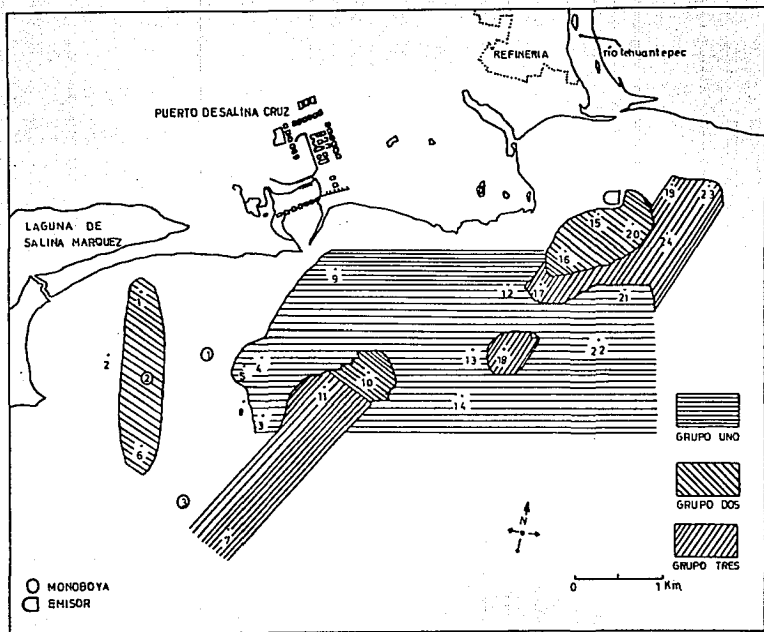 REFINERIA
río tehuantepec
PUERTO DE SALINA CRUZ
LAGUNA DE
SALINA MARQUEZ
19
23
15
20
24
16
9
12
17
21
1
1
2
4
5
13
18
22
2
10
11
14
8
3
6
3
7
N
GRUPO UNO
GRUPO DOS
GRUPO TRES
0 1 Km
MONOBOYA
EMISOR